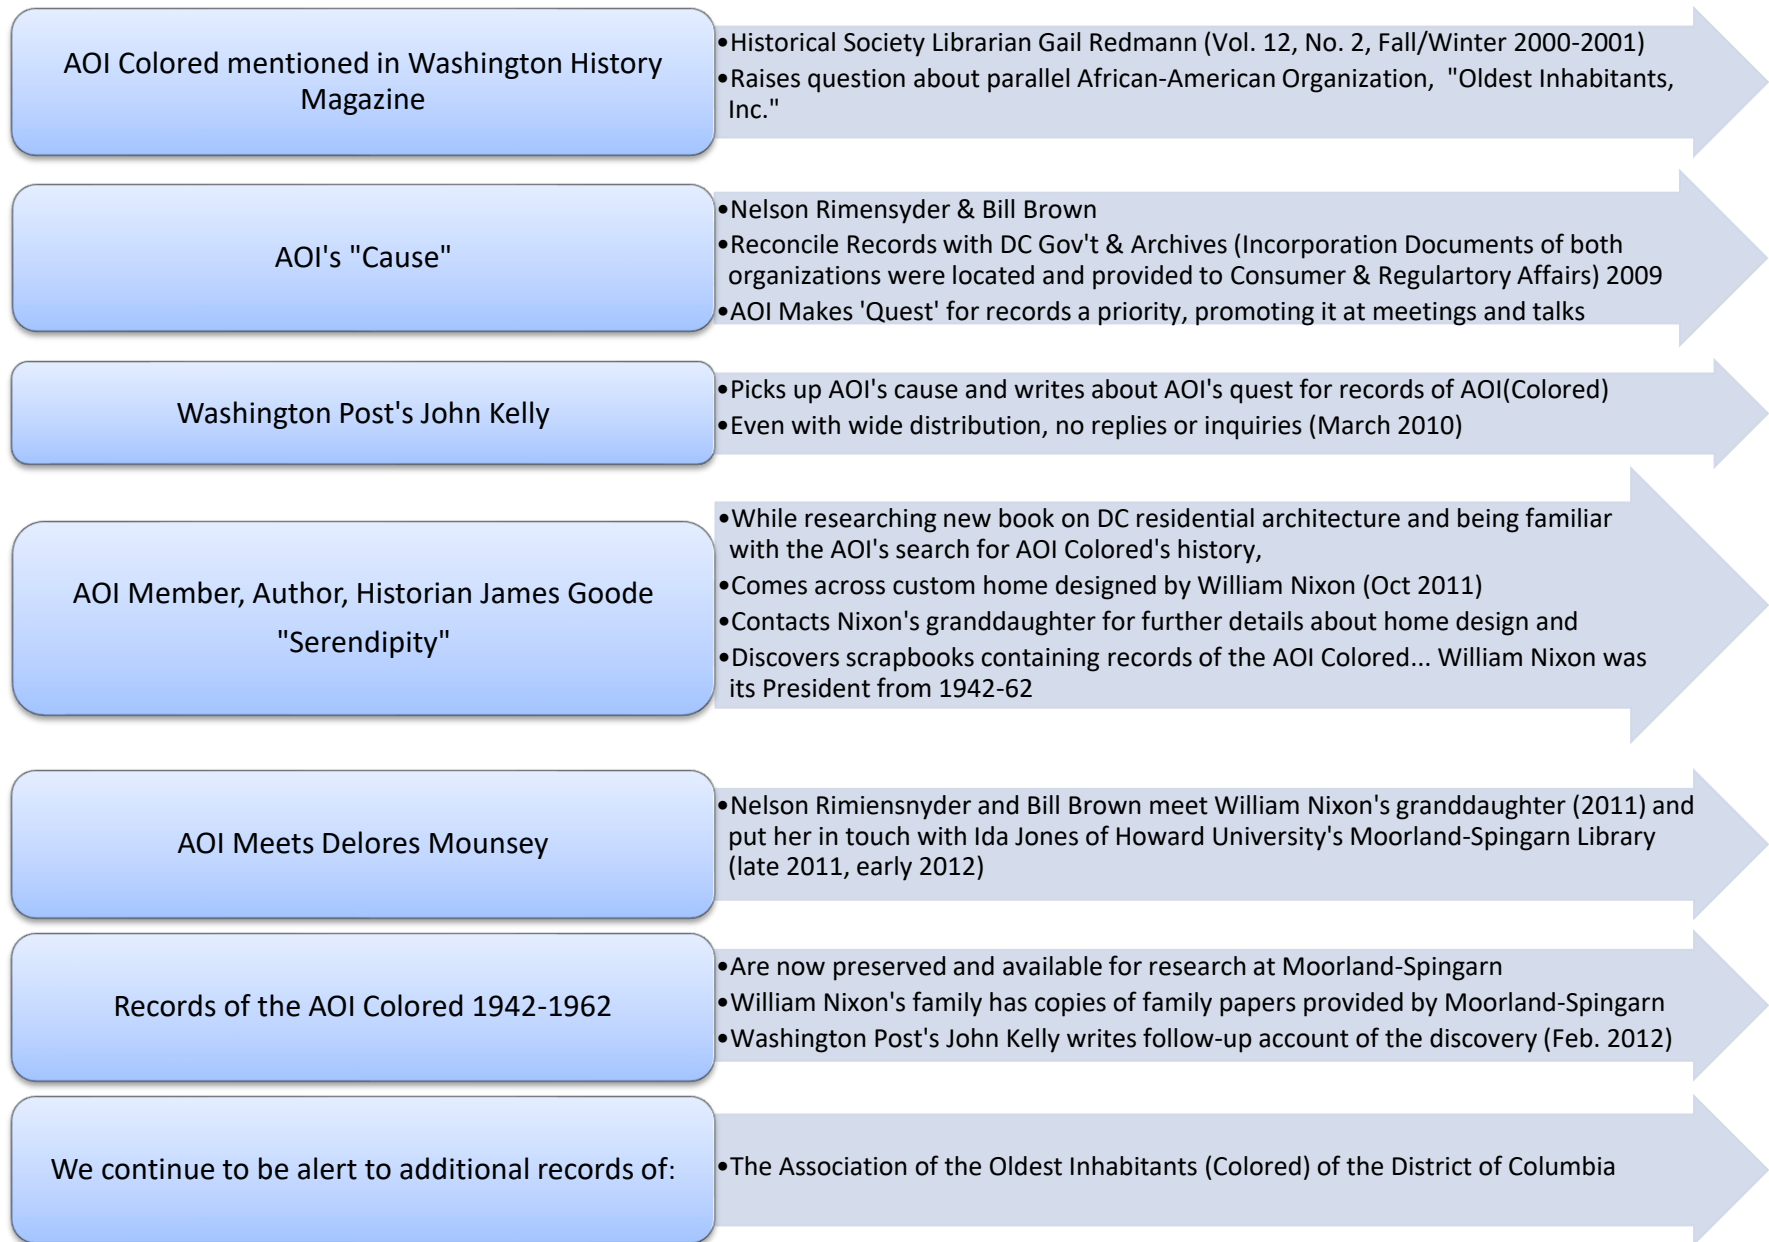 AOI Colored mentioned in Washington History
Magazine
•Historical Society Librarian Gail Redmann (Vol. 12, No. 2, Fall/Winter 2000-2001)
•Raises question about parallel African-American Organization,  "Oldest Inhabitants,
Inc."
AOI's "Cause"
•Nelson Rimensyder & Bill Brown
•Reconcile Records with DC Gov't & Archives (Incorporation Documents of both
organizations were located and provided to Consumer & Regulartory Affairs) 2009
•AOI Makes 'Quest' for records a priority, promoting it at meetings and talks
Washington Post's John Kelly
•Picks up AOI's cause and writes about AOI's quest for records of AOI(Colored)
•Even with wide distribution, no replies or inquiries (March 2010)
AOI Member, Author, Historian James Goode
"Serendipity"
•While researching new book on DC residential architecture and being familiar
with the AOI's search for AOI Colored's history,
•Comes across custom home designed by William Nixon (Oct 2011)
•Contacts Nixon's granddaughter for further details about home design and
•Discovers scrapbooks containing records of the AOI Colored... William Nixon was
its President from 1942-62
AOI Meets Delores Mounsey
•Nelson Rimiensnyder and Bill Brown meet William Nixon's granddaughter (2011) and
put her in touch with Ida Jones of Howard University's Moorland-Spingarn Library
(late 2011, early 2012)
Records of the AOI Colored 1942-1962
•Are now preserved and available for research at Moorland-Spingarn
•William Nixon's family has copies of family papers provided by Moorland-Spingarn
•Washington Post's John Kelly writes follow-up account of the discovery (Feb. 2012)
We continue to be alert to additional records of:
•The Association of the Oldest Inhabitants (Colored) of the District of Columbia